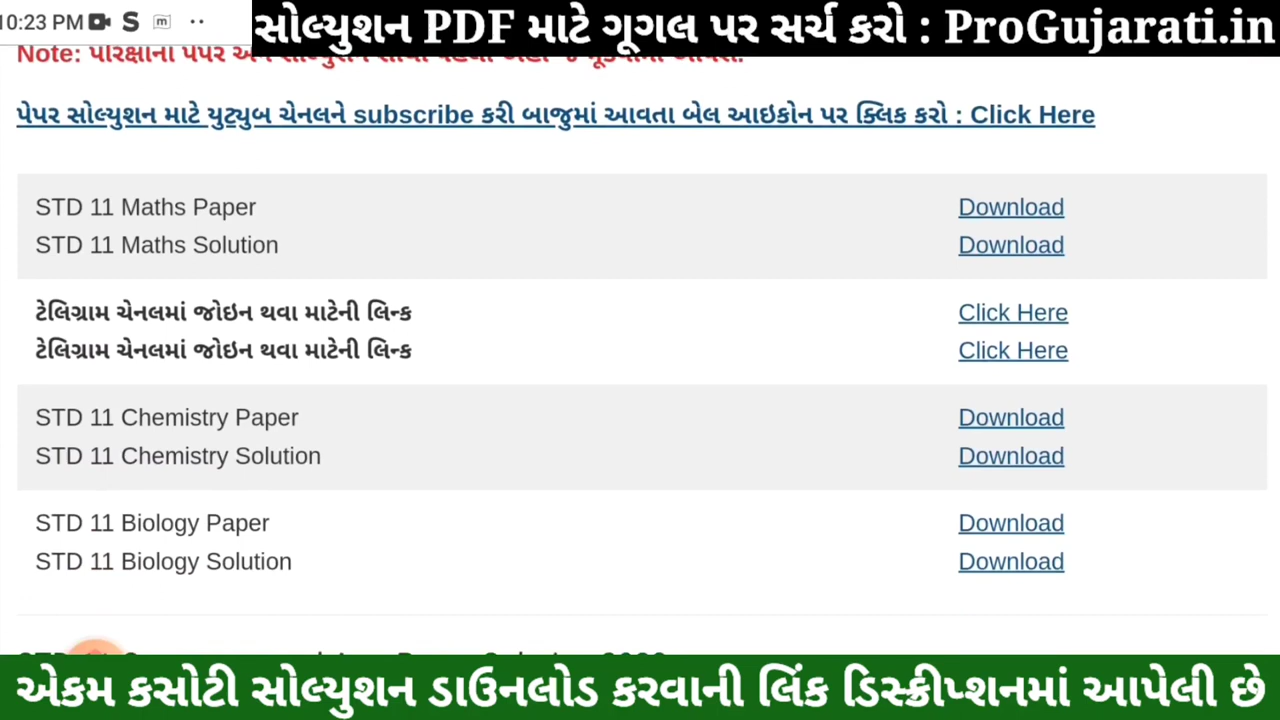 10:23 PM
સોલ્યુશન PDF માટે ગૂગલ પર સર્ચ કરો : ProGujarati.in
Note:
પેપર સોલ્યુશન માટે યુટ્યુબ ચેનલને subscribe કરી બાજુમાં આવતા બેલ આઇકોન પર ક્લિક કરો : Click Here
STD 11 Maths Paper Download
STD 11 Maths Solution Download
ટેલિગ્રામ ચેનલમાં જોઇન થવા માટેની લિન્ક Click Here
ટેલિગ્રામ ચેનલમાં જોઇન થવા માટેની લિન્ક Click Here
STD 11 Chemistry Paper Download
STD 11 Chemistry Solution Download
STD 11 Biology Paper Download
STD 11 Biology Solution Download
એકમ કસોટી સોલ્યુશન ડાઉનલોડ કરવાની લિંક ડિસ્ક્રીપ્શનમાં આપેલી છે